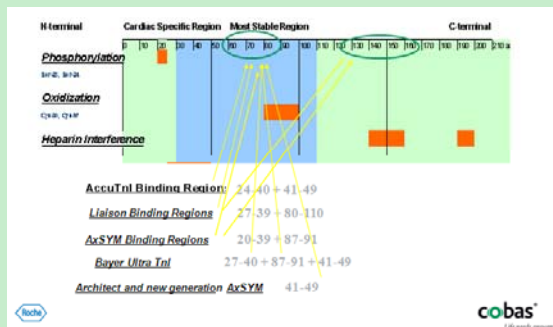 N-terminal Cardiac Specific Region Most Stable Region C-terminal
0 10 20 30 40 50 60 70 80 90 100 110 120 130 140 150 160 170 180 190 200 210 a
Phosphorylation
Oxidization
Heparin Interference
AccuTnI Binding Regions 24-40 + 41-49
Liaison Binding Regions 27-39 + 80-110
AxSYM Binding Regions 20-39 + 87-91
Bayer Ultra TnI 27-40 + 87-91 + 41-49
Architect and new generation AxSYM 41-49
Roche
cobas®